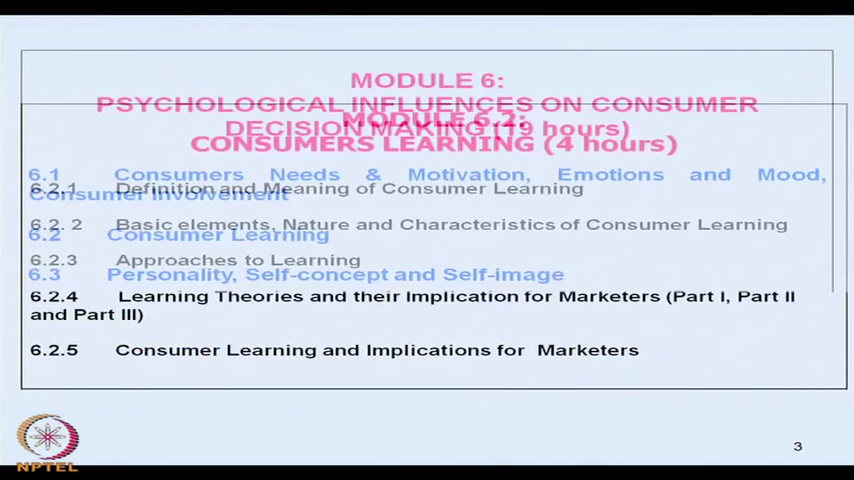 MODULE 6:
PSYCHOLOGICAL INFLUENCES ON CONSUMER
DECISION MAKING (19 hours)
MODULE 6.2:
CONSUMERS LEARNING (4 hours)
6.1 Consumers Needs & Motivation, Emotions and Mood,
Consumer Involvement
6.2.1 Definition and Meaning of Consumer Learning
6.2. 2 Basic elements, Nature and Characteristics of Consumer Learning
6.2 Consumer Learning
6.2.3 Approaches to Learning
6.3 Personality, Self-concept and Self-image
6.2.4 Learning Theories and their Implication for Marketers (Part I, Part II
and Part III)
6.2.5 Consumer Learning and Implications for Marketers
NPTEL
3